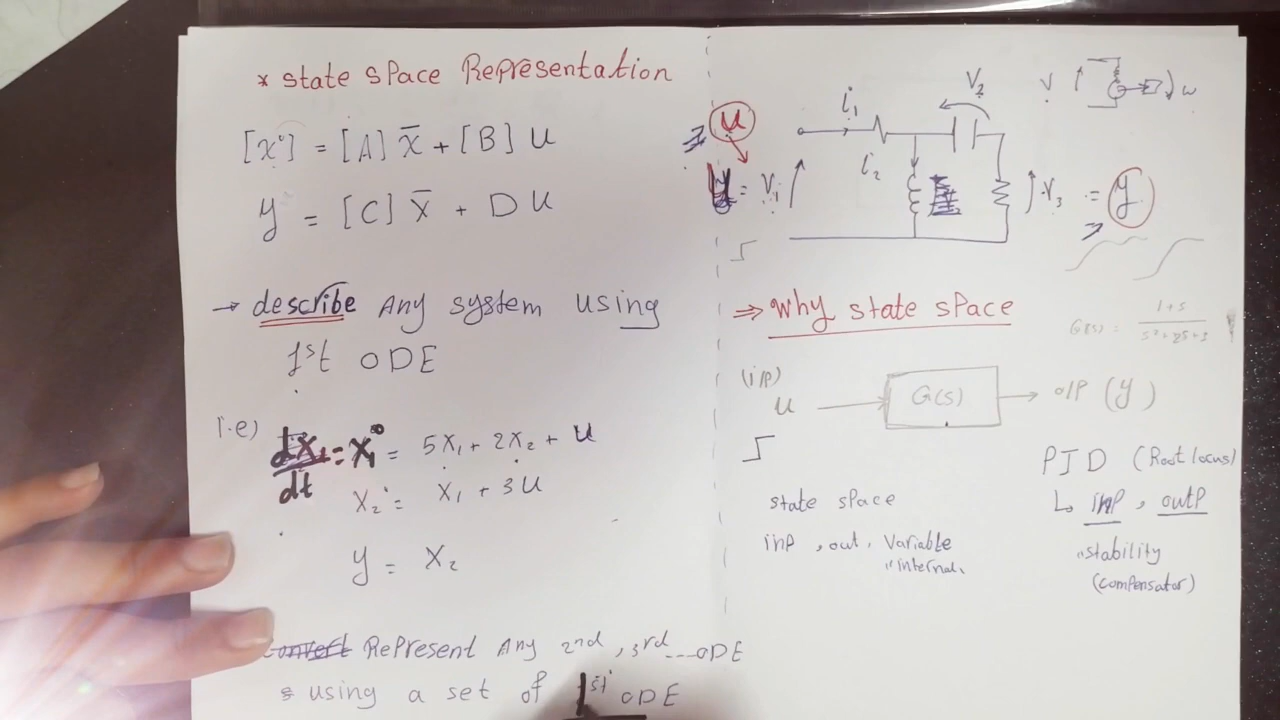 * State Space Representation
[x°] = [A] x̄ + [B] u
y = [C] x̄ + D u
→ describe Any system using
1st ODE
i.e) dx₁/dt = x₁° = 5x₁ + 2x₂ + u
x₂° = x₁ + 3u
y = x₂
Represent Any 2nd, 3rd---ODE
using a set of 1st ODE
i₁
V₂
V
w
u
i₂
= V₁
V₃ = y
⇒ Why state space
G(s) = 1+s
(i/p)
u
G(s)
o/p (y)
PID (Root locus)
↳ inp, outp
state space
inp, out, Variable
"internal"
"stability
(compensator)